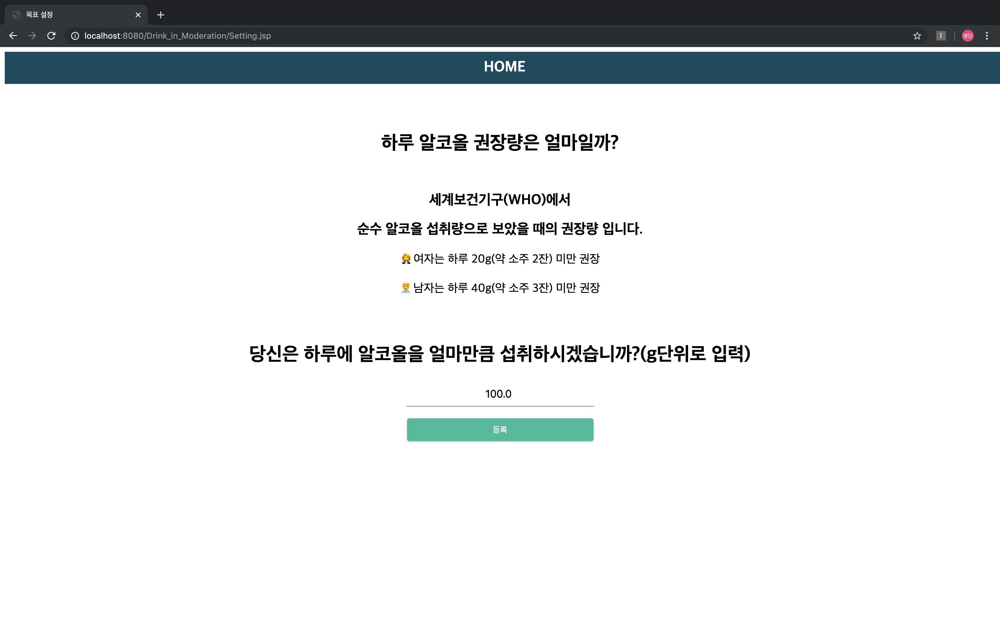 목표 설정
localhost:8080/Drink_in_Moderation/Setting.jsp
I
영단
HOME
하루 알코올 권장량은 얼마일까?
세계보건기구(WHO)에서
순수 알코올 섭취량으로 보았을 때의 권장량 입니다.
여자는 하루 20g(약 소주 2잔) 미만 권장
남자는 하루 40g(약 소주 3잔) 미만 권장
당신은 하루에 알코올을 얼마만큼 섭취하시겠습니까?(g단위로 입력)
100.0
등록